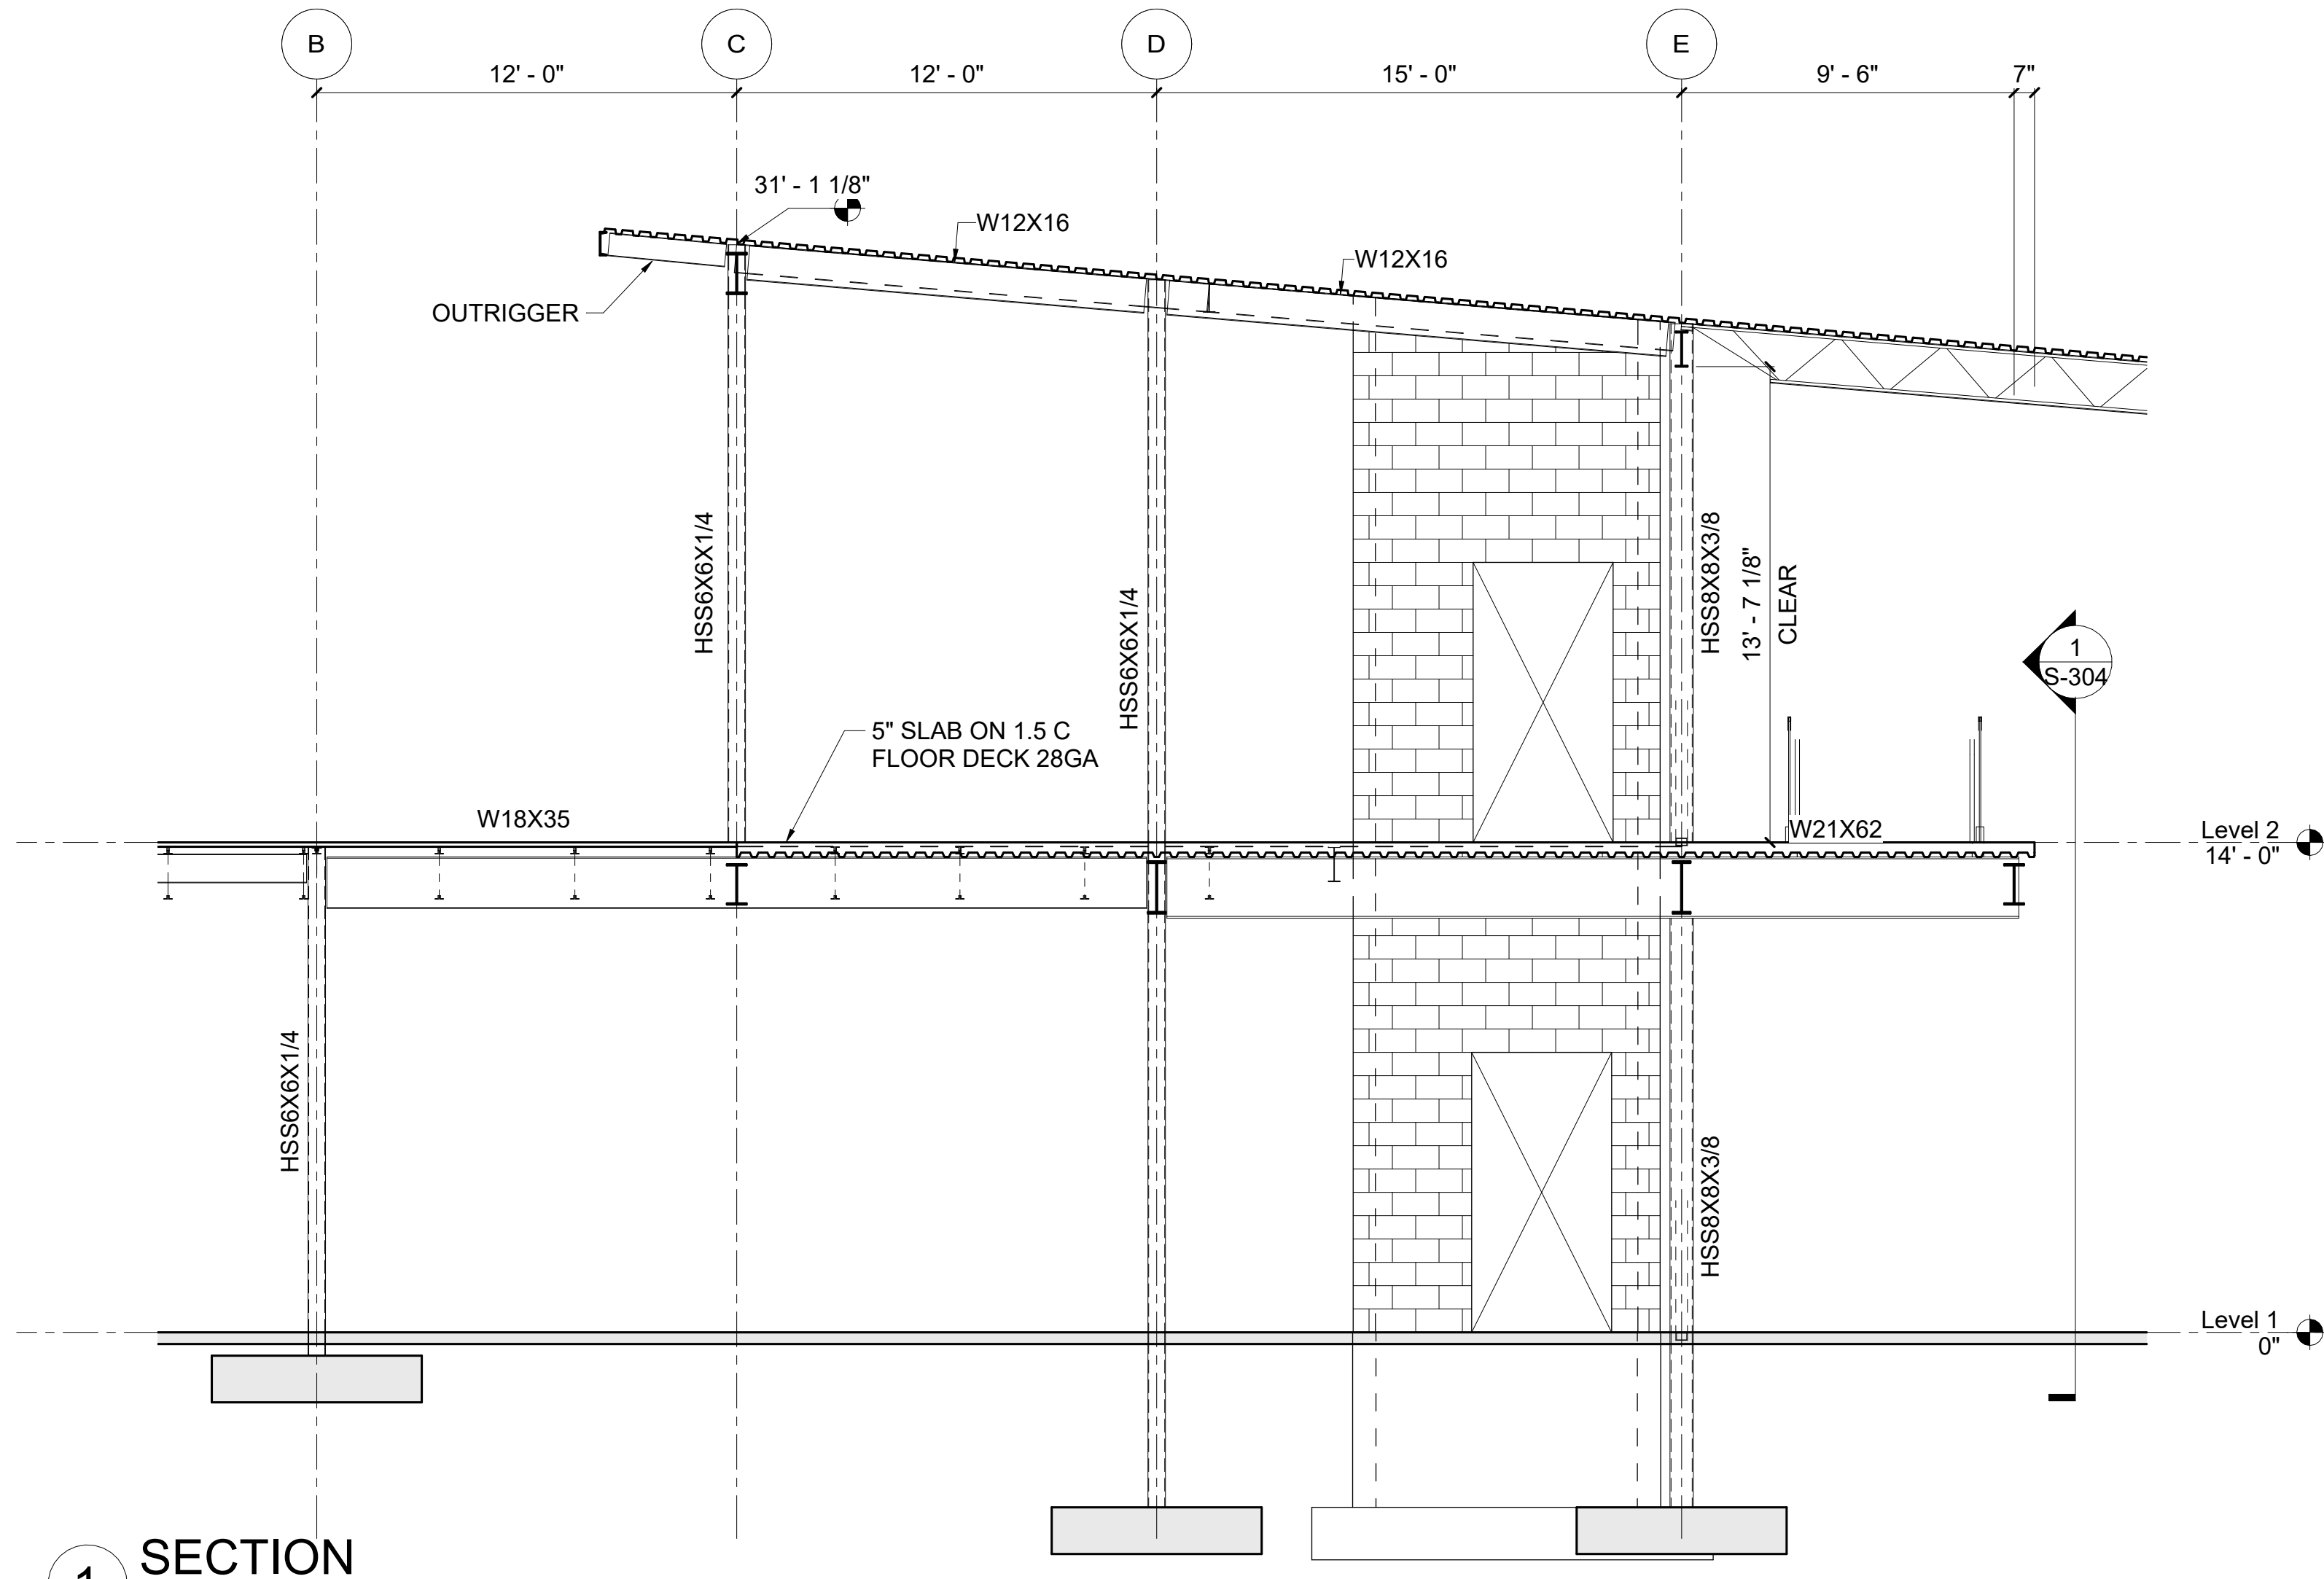 B
C
D
E
12' - 0"
12' - 0"
15' - 0"
9' - 6"
7"
31' - 1 1/8"
W12X16
W12X16
OUTRIGGER
HSS6X6X1/4
HSS6X6X1/4
HSS8X8X3/8
13' - 7 1/8"
CLEAR
1
S-304
5" SLAB ON 1.5 C
FLOOR DECK 28GA
W18X35
W21X62
Level 2
14' - 0"
HSS6X6X1/4
HSS8X8X3/8
Level 1
0"
1
SECTION